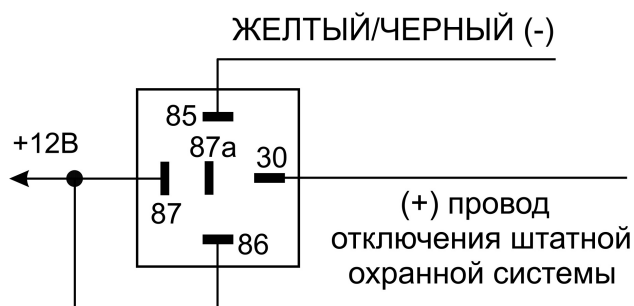 ЖЕЛТЫЙ/ЧЕРНЫЙ (-)
85
+12В
87а
30
87
86
(+) провод
отключения штатной
охранной системы